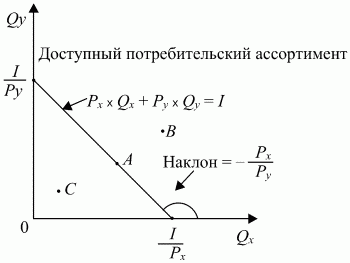 Qy
Доступный потребительский ассортимент
I
Py
Px × Qx + Py × Qy = I
B
A
Наклон = – Px
Py
C
0
I
Px
Qx